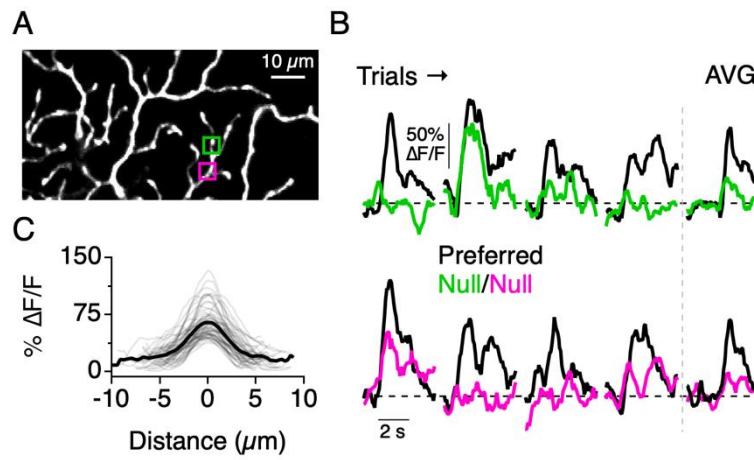 A
10 µm
B
Trials → AVG
50%
ΔF/F
Preferred
Null/Null
2 s
C
% ΔF/F
150
75
0
-10 -5 0 5 10
Distance (µm)